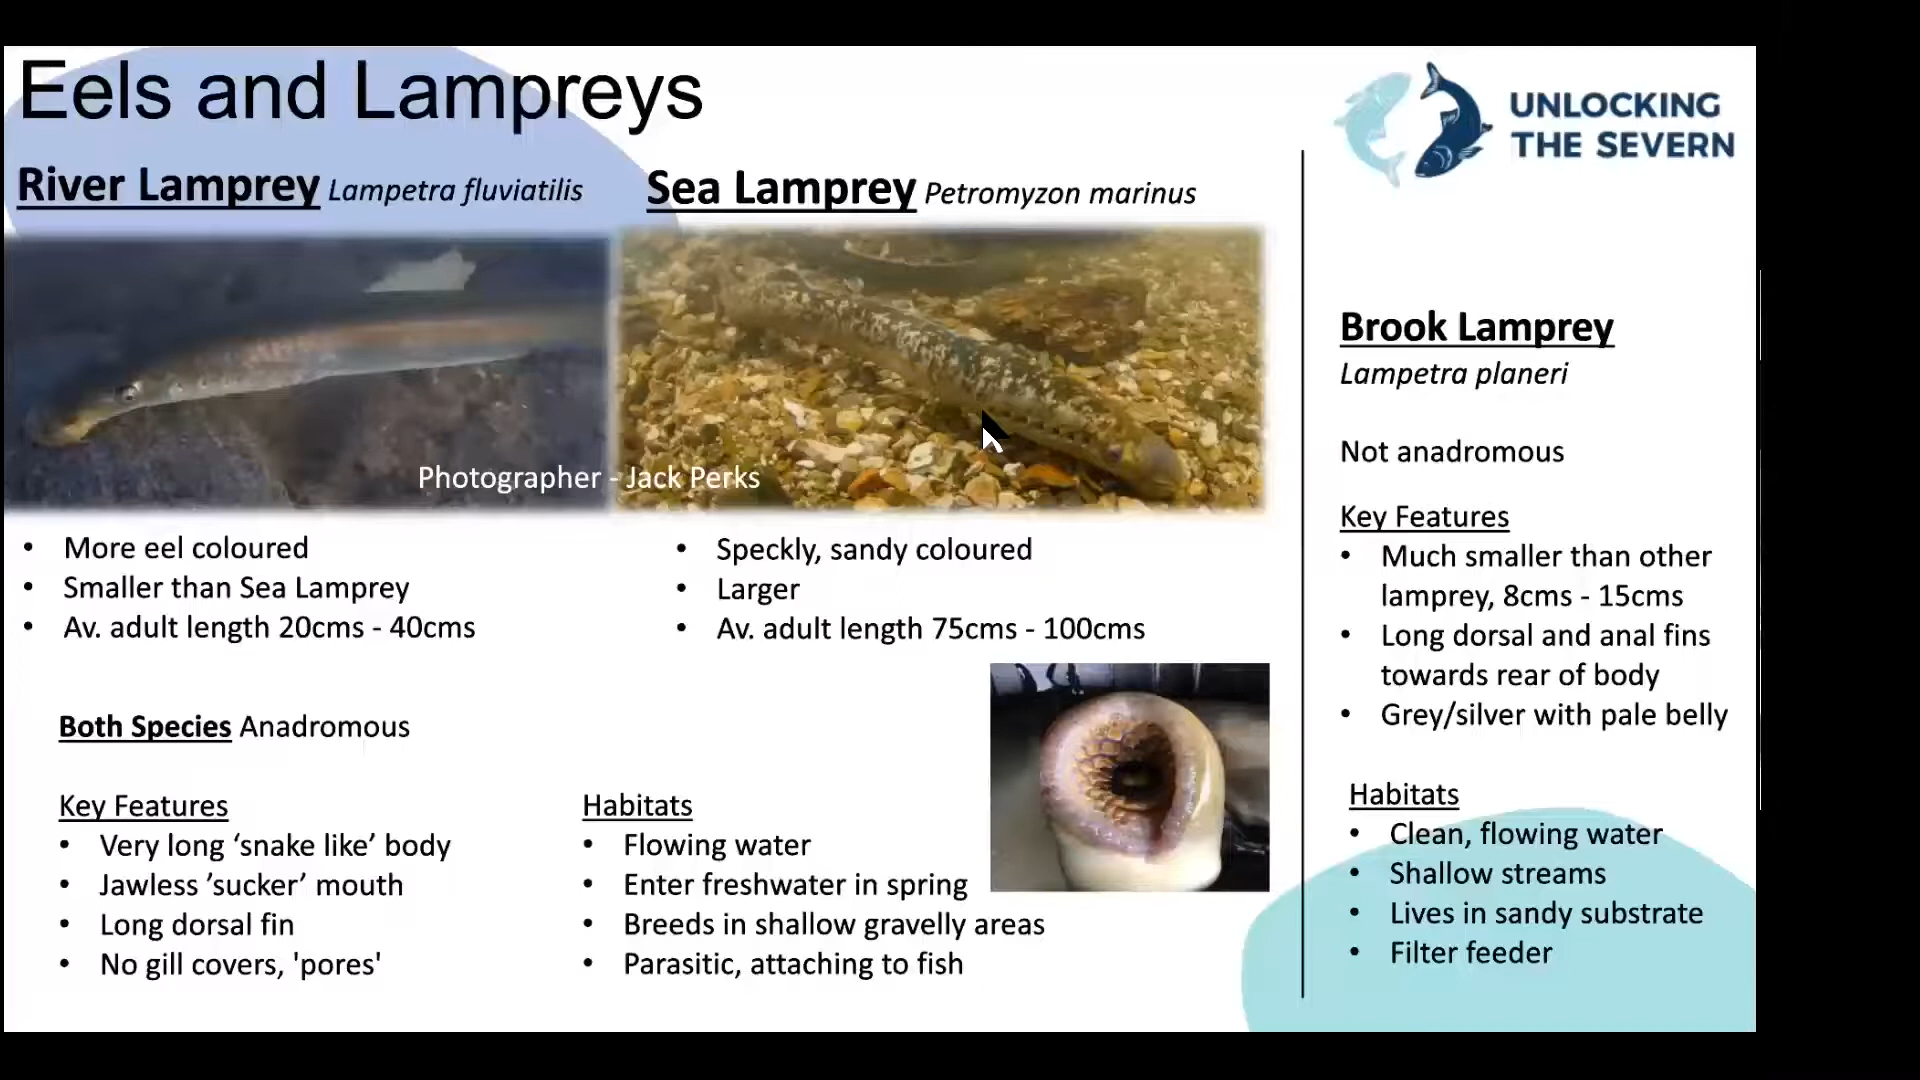 Eels and Lampreys
UNLOCKING
THE SEVERN
River Lamprey Lampetra fluviatilis
Sea Lamprey Petromyzon marinus
Photographer - Jack Perks
• More eel coloured
• Smaller than Sea Lamprey
• Av. adult length 20cms - 40cms
• Speckly, sandy coloured
• Larger
• Av. adult length 75cms - 100cms
Both Species Anadromous
Key Features
• Very long ‘snake like’ body
• Jawless ’sucker’ mouth
• Long dorsal fin
• No gill covers, 'pores'
Habitats
• Flowing water
• Enter freshwater in spring
• Breeds in shallow gravelly areas
• Parasitic, attaching to fish
Brook Lamprey
Lampetra planeri
Not anadromous
Key Features
• Much smaller than other
lamprey, 8cms - 15cms
• Long dorsal and anal fins
towards rear of body
• Grey/silver with pale belly
Habitats
• Clean, flowing water
• Shallow streams
• Lives in sandy substrate
• Filter feeder